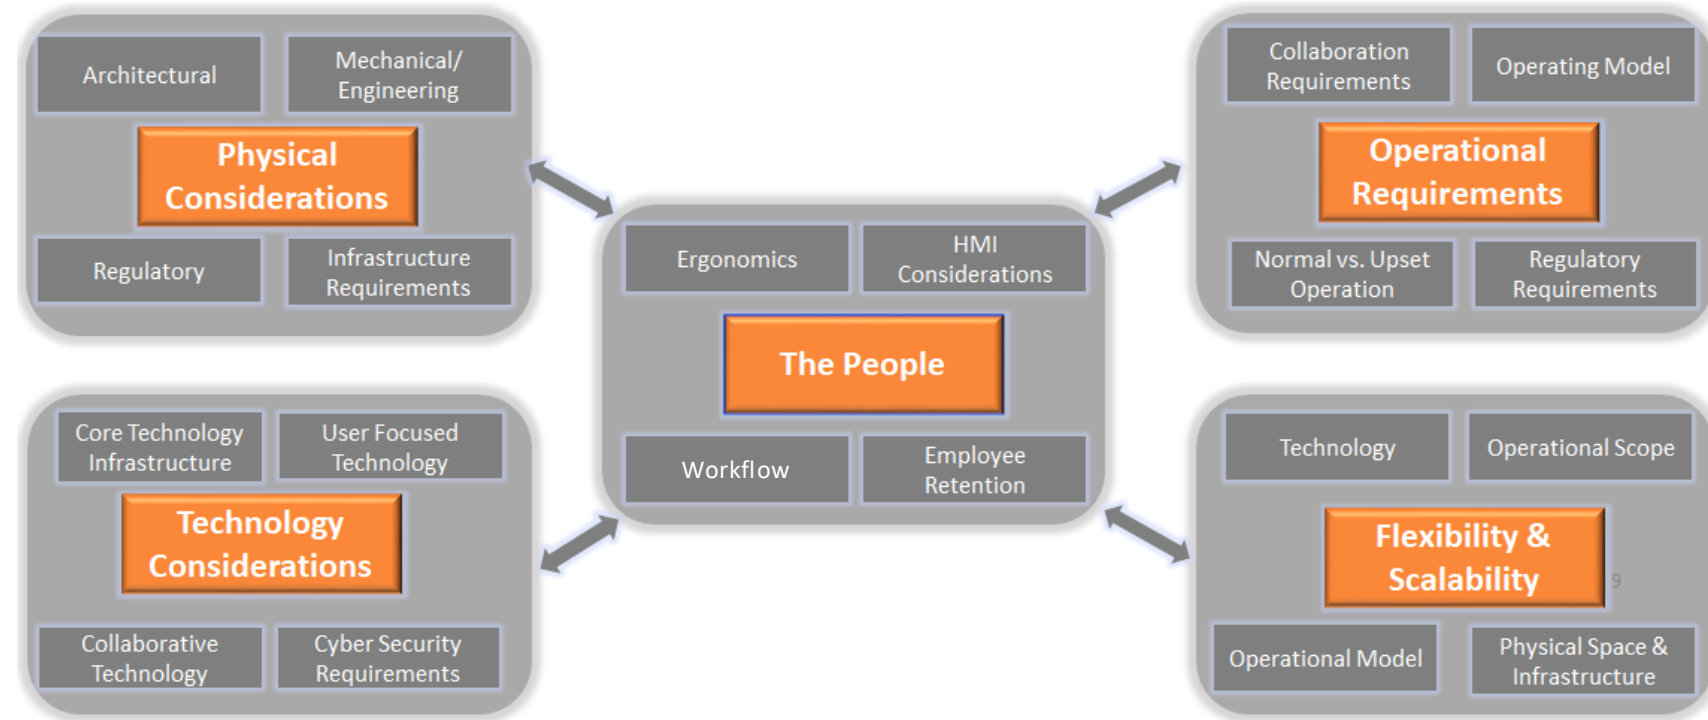 Architectural
Mechanical/
Engineering
Physical
Considerations
Regulatory
Infrastructure
Requirements
Collaboration
Requirements
Operating Model
Operational
Requirements
Normal vs. Upset
Operation
Regulatory
Requirements
Ergonomics
HMI
Considerations
The People
Workflow
Employee
Retention
Core Technology
Infrastructure
User Focused
Technology
Technology
Considerations
Collaborative
Technology
Cyber Security
Requirements
Technology
Operational Scope
Flexibility &
Scalability
9
Operational Model
Physical Space &
Infrastructure